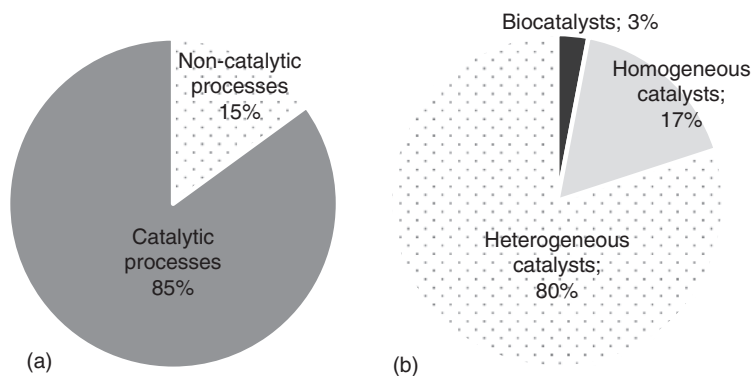 Non-catalytic
processes
15%
Catalytic
processes
85%
(a)
Biocatalysts; 3%
Homogeneous
catalysts;
17%
Heterogeneous
catalysts;
80%
(b)